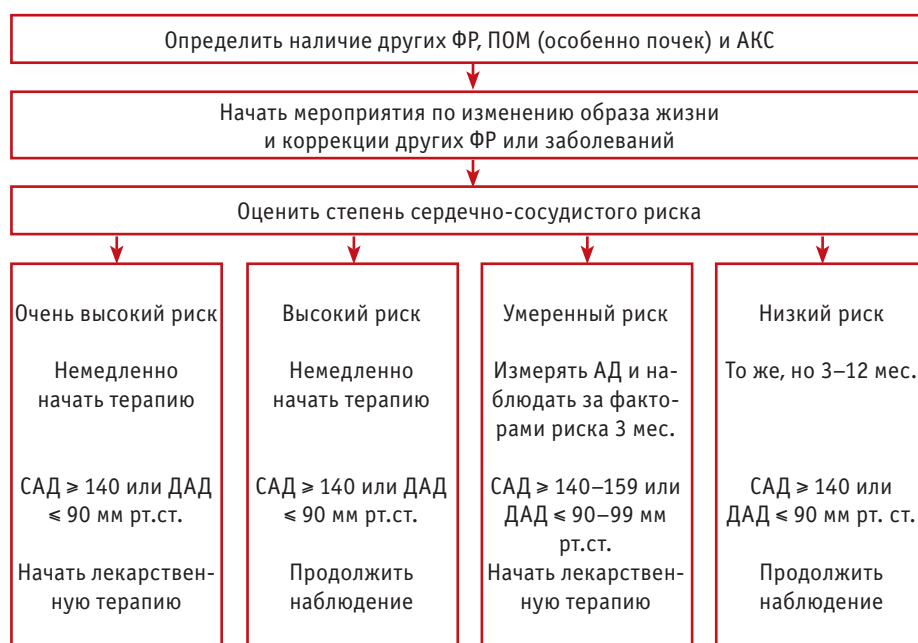 Определить наличие других ФР, ПОМ (особенно почек) и АКС
Начать мероприятия по изменению образа жизни
и коррекции других ФР или заболеваний
Оценить степень сердечно-сосудистого риска
Очень высокий риск
Немедленно
начать терапию
САД ⩾ 140 или ДАД
⩽ 90 мм рт.ст.
Начать лекарствен-
ную терапию
Высокий риск
Немедленно
начать терапию
САД ⩾ 140 или ДАД
⩽ 90 мм рт.ст.
Продолжить
наблюдение
Умеренный риск
Измерять АД и на-
блюдать за факто-
рами риска 3 мес.
САД ⩾ 140–159 или
ДАД ⩽ 90–99 мм
рт.ст.
Начать лекарствен-
ную терапию
Низкий риск
То же, но 3–12 мес.
САД ⩾ 140 или
ДАД ⩽ 90 мм рт. ст.
Продолжить
наблюдение